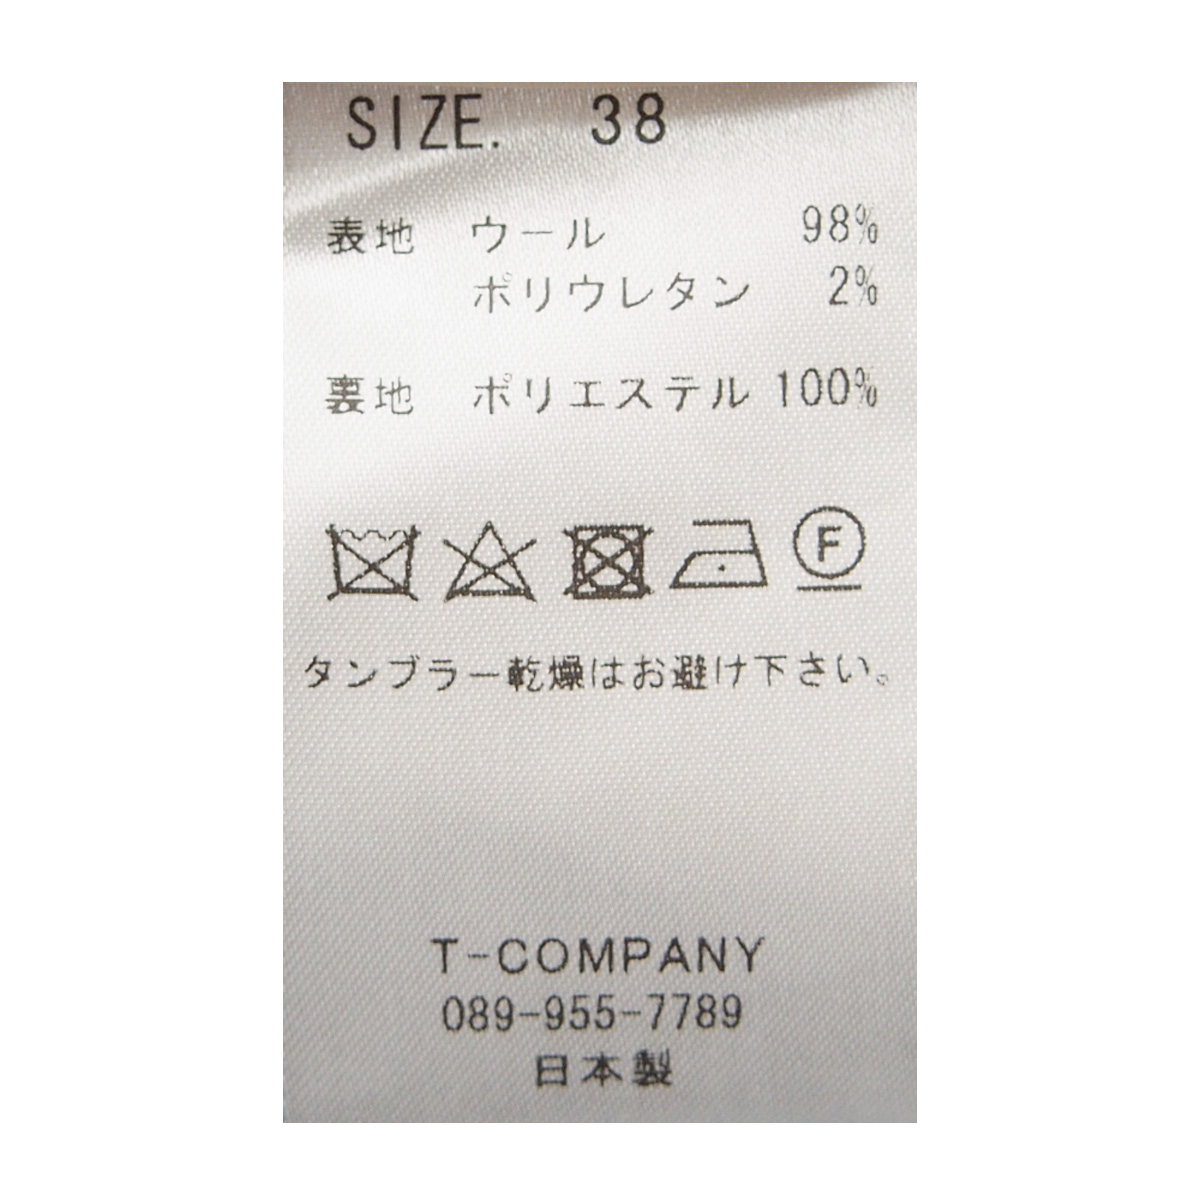 SIZE. 38
表地 ウール 98%
ポリウレタン 2%
裏地 ポリエステル 100%
F
タンブラー乾燥はお避け下さい。
T-COMPANY
089-955-7789
日本製